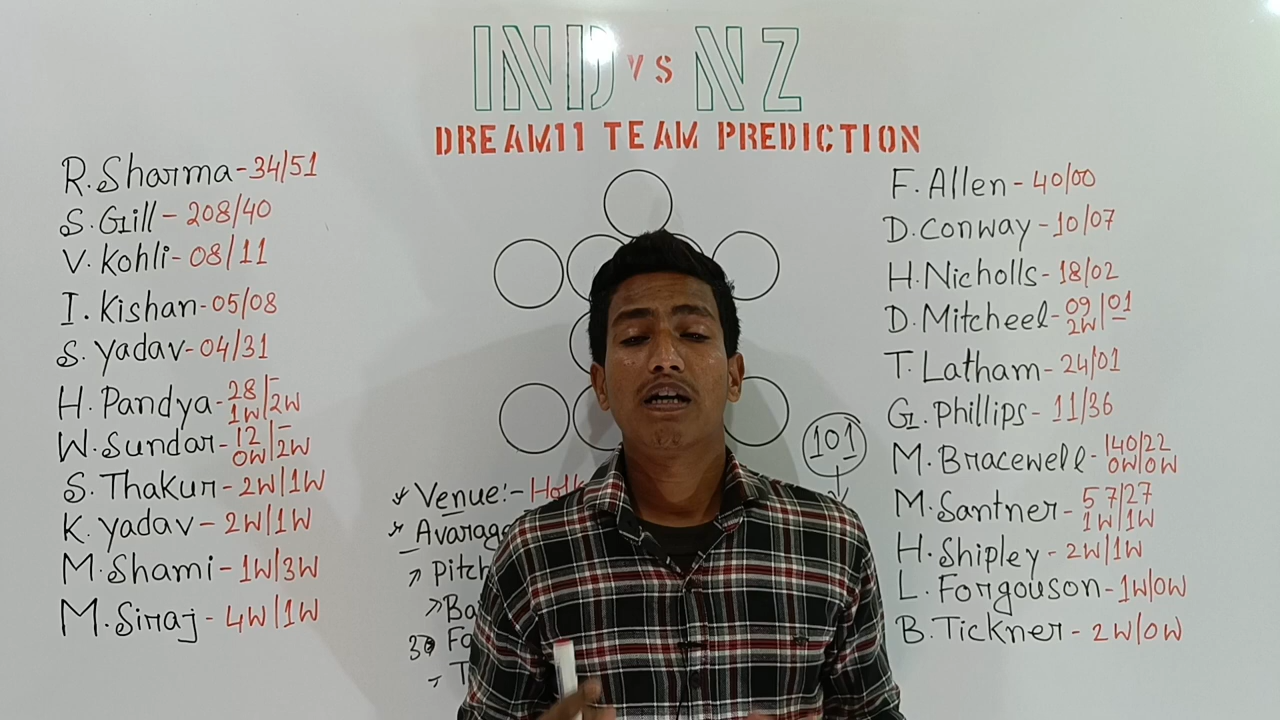 IND VS NZ
DREAM11 TEAM PREDICTION
R. Sharma - 34/51
S. Gill - 208/40
V. Kohli - 08/11
I. Kishan - 05/08
S. Yadav - 04/31
H. Pandya - 28/-
1W/2W
W. Sundar - 12/-
0W/2W
S. Thakur - 2W/1W
K. Yadav - 2W/1W
M. Shami - 1W/3W
M. Siraj - 4W/1W
Venue:-
Pitch
30
101
F. Allen - 40/00
D. Conway - 10/07
H. Nicholls - 18/02
D. Mitcheel - 09/01
2W/-
T. Latham - 24/01
G. Phillips - 11/36
M. Bracewell - 140/22
0W/0W
M. Santner - 57/27
1W/1W
H. Shipley - 2W/1W
L. Forgouson - 1W/0W
B. Tickner - 2W/0W